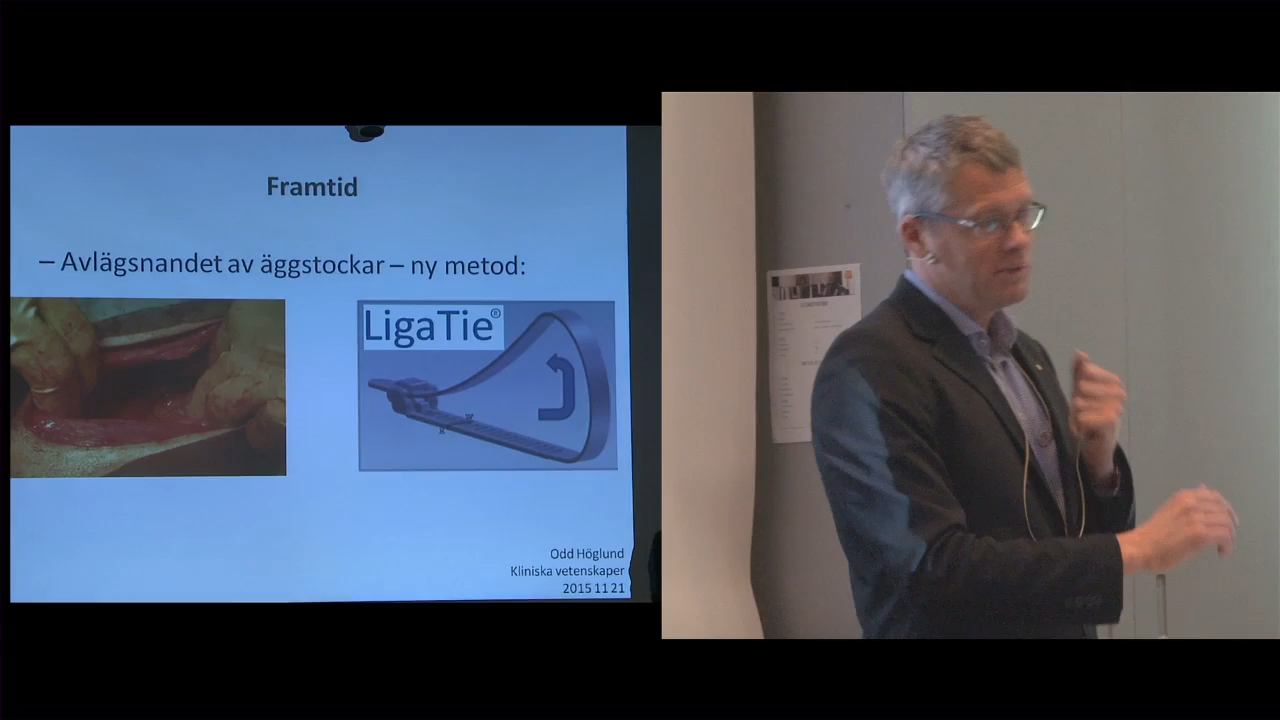 Framtid
– Avlägsnandet av äggstockar – ny metod:
LigaTie®
Odd Höglund
Kliniska vetenskaper
2015 11 21